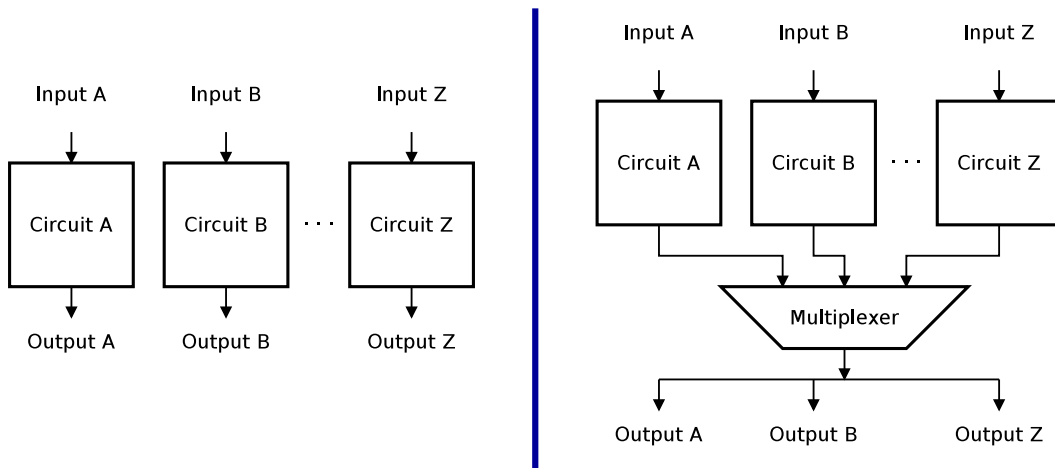 Input A
Input B
Input Z
Circuit A
Circuit B
. . .
Circuit Z
Output A
Output B
Output Z
Input A
Input B
Input Z
Circuit A
Circuit B
. . .
Circuit Z
Multiplexer
Output A
Output B
Output Z